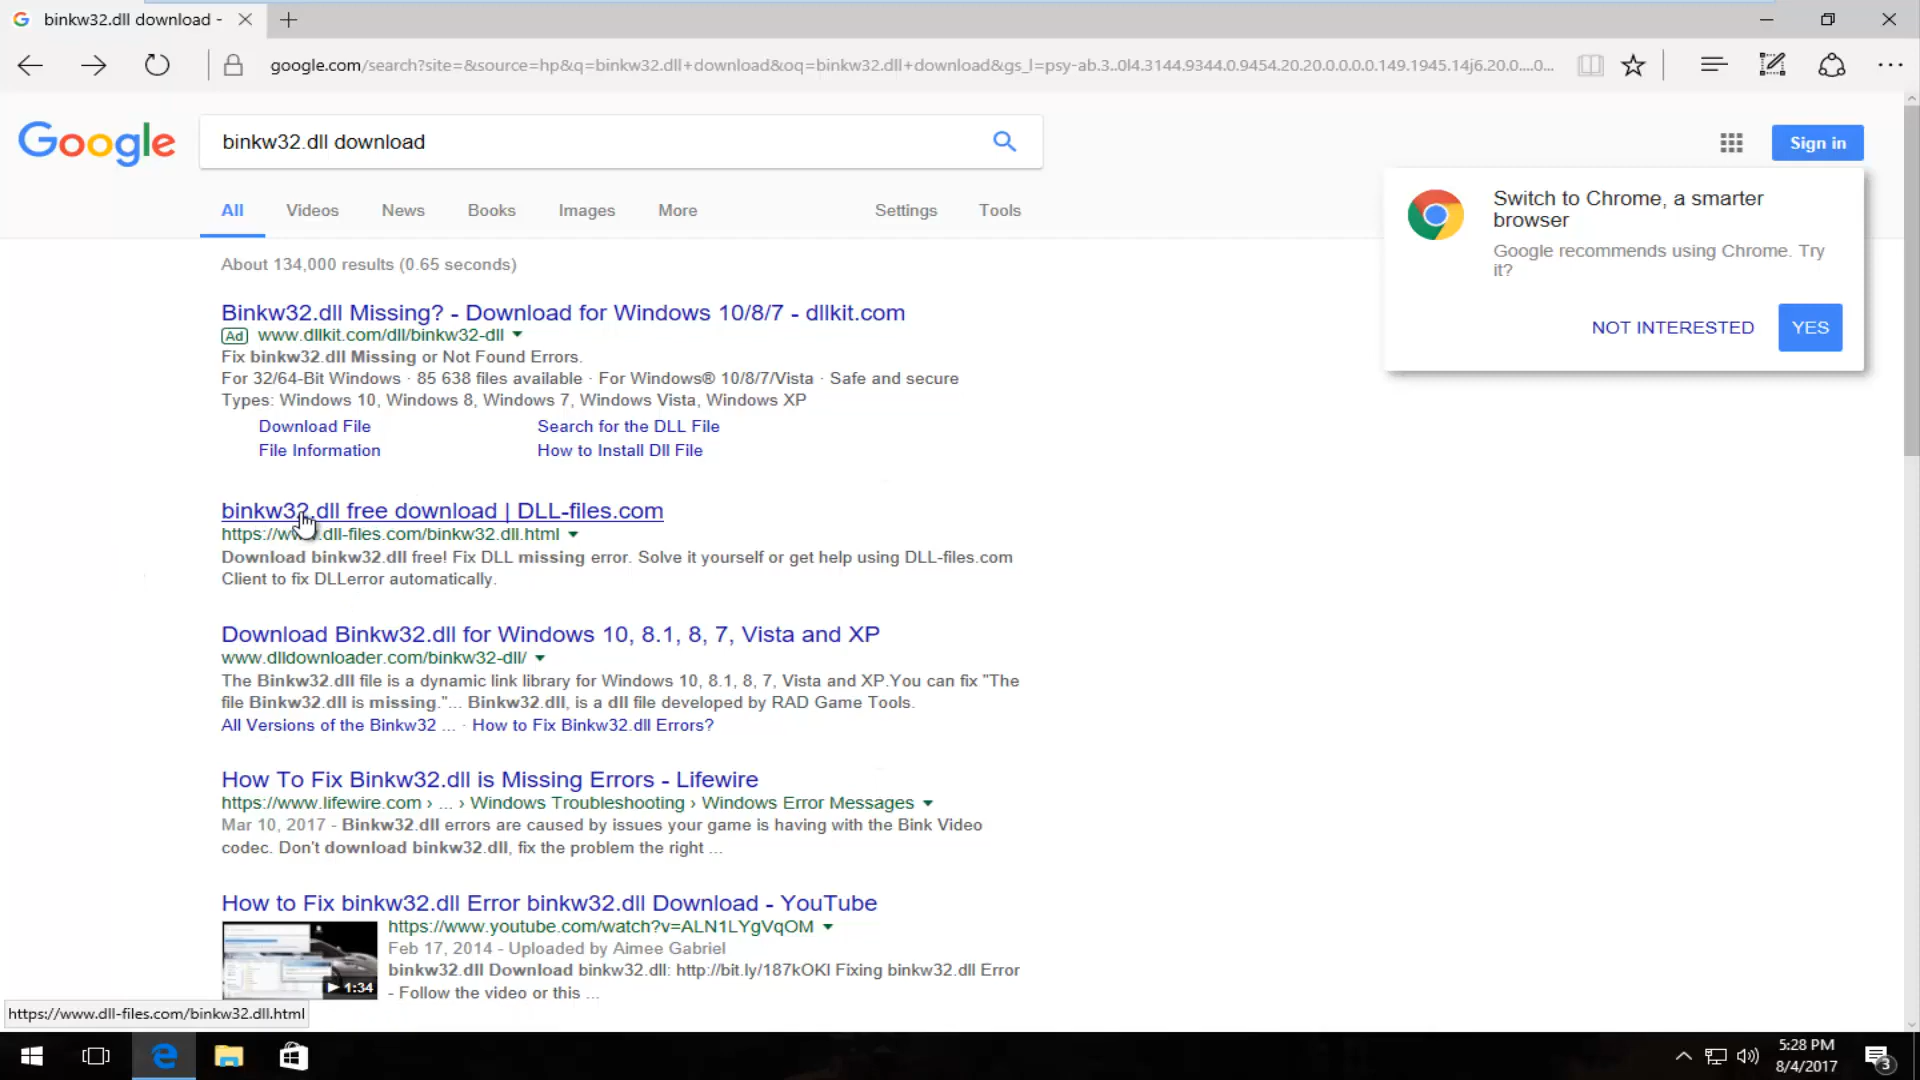 binkw32.dll download -
google.com/search?site=&source=hp&q=binkw32.dll+download&oq=binkw32.dll+download&gs_l=psy-ab.3..0l4.3144.9344.0.9454.20.20.0.0.0.0.149.1945.14j6.20.0....0...
Google
binkw32.dll download
Sign in
All Videos News Books Images More Settings Tools
Switch to Chrome, a smarter
browser
Google recommends using Chrome. Try
it?
NOT INTERESTED YES
About 134,000 results (0.65 seconds)
Binkw32.dll Missing? - Download for Windows 10/8/7 - dllkit.com
Ad www.dllkit.com/dll/binkw32-dll
Fix binkw32.dll Missing or Not Found Errors.
For 32/64-Bit Windows · 85 638 files available · For Windows® 10/8/7/Vista · Safe and secure
Types: Windows 10, Windows 8, Windows 7, Windows Vista, Windows XP
Download File Search for the DLL File
File Information How to Install Dll File
binkw32.dll free download | DLL-files.com
https://www.dll-files.com/binkw32.dll.html
Download binkw32.dll free! Fix DLL missing error. Solve it yourself or get help using DLL-files.com
Client to fix DLLerror automatically.
Download Binkw32.dll for Windows 10, 8.1, 8, 7, Vista and XP
www.dlldownloader.com/binkw32-dll/
The Binkw32.dll file is a dynamic link library for Windows 10, 8.1, 8, 7, Vista and XP.You can fix "The
file Binkw32.dll is missing."... Binkw32.dll, is a dll file developed by RAD Game Tools.
All Versions of the Binkw32 ... · How to Fix Binkw32.dll Errors?
How To Fix Binkw32.dll is Missing Errors - Lifewire
https://www.lifewire.com › ... › Windows Troubleshooting › Windows Error Messages
Mar 10, 2017 - Binkw32.dll errors are caused by issues your game is having with the Bink Video
codec. Don't download binkw32.dll, fix the problem the right ...
How to Fix binkw32.dll Error binkw32.dll Download - YouTube
https://www.youtube.com/watch?v=ALN1LYgVqOM
Feb 17, 2014 - Uploaded by Aimee Gabriel
binkw32.dll Download binkw32.dll: http://bit.ly/187kOKI Fixing binkw32.dll Error
- Follow the video or this ...
1:34
https://www.dll-files.com/binkw32.dll.html
5:28 PM
8/4/2017
3